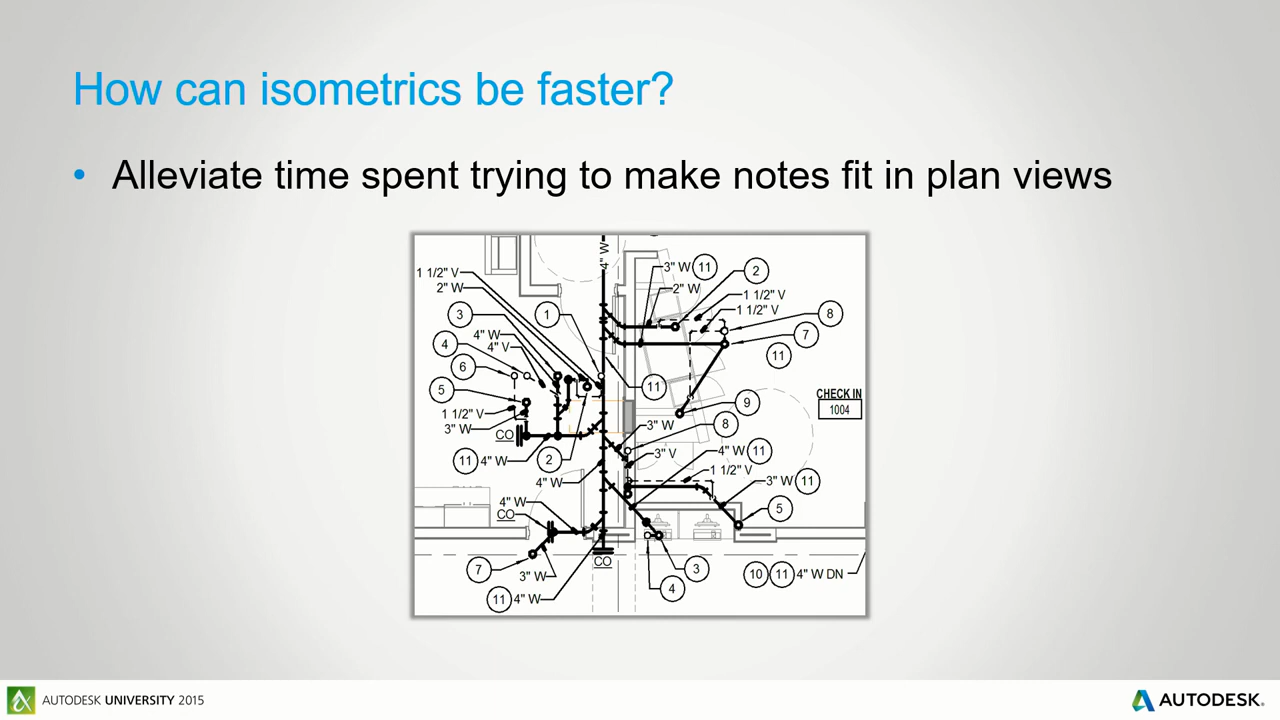 How can isometrics be faster?
• Alleviate time spent trying to make notes fit in plan views
4" W
1 1/2" V
2" W
3" W 11
2
2" W
1 1/2" V
1 1/2" V
3
1
8
4" W
4" V
7
4
11
6
5
11
CHECK IN
1004
9
1 1/2" V
3" W
8
3" W
CO
11 4" W
2
3" V
4" W 11
1 1/2" V
4" W
3" W 11
4" W
CO
5
CO
7
3" W
3
4
10 11 4" W DN
11 4" W
AUTODESK UNIVERSITY 2015
AUTODESK.